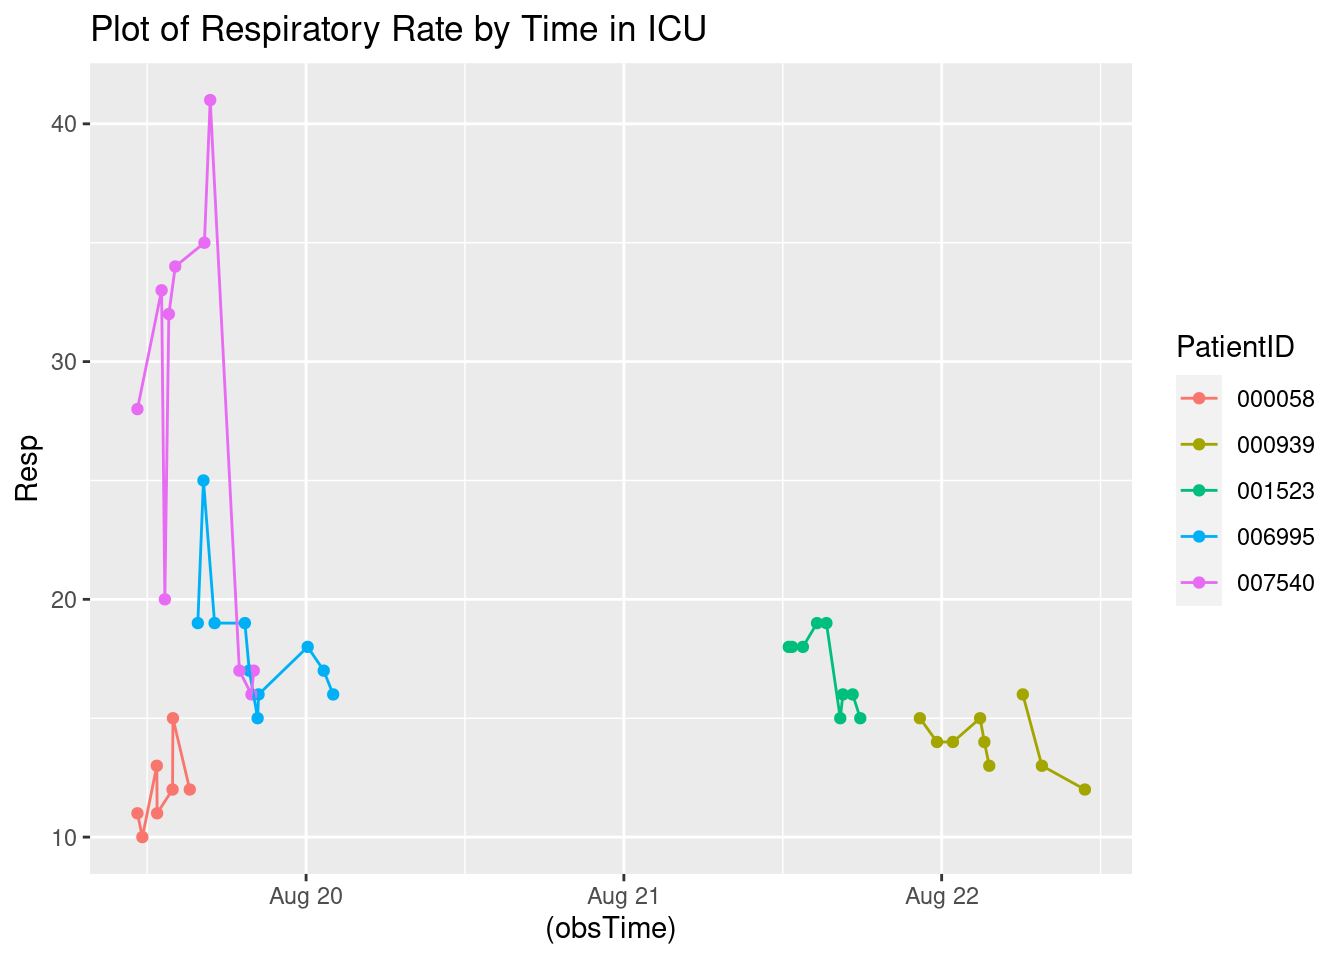 Plot of Respiratory Rate by Time in ICU
40
30
20
10
Resp
Aug 20
Aug 21
Aug 22
(obsTime)
PatientID
000058
000939
001523
006995
007540